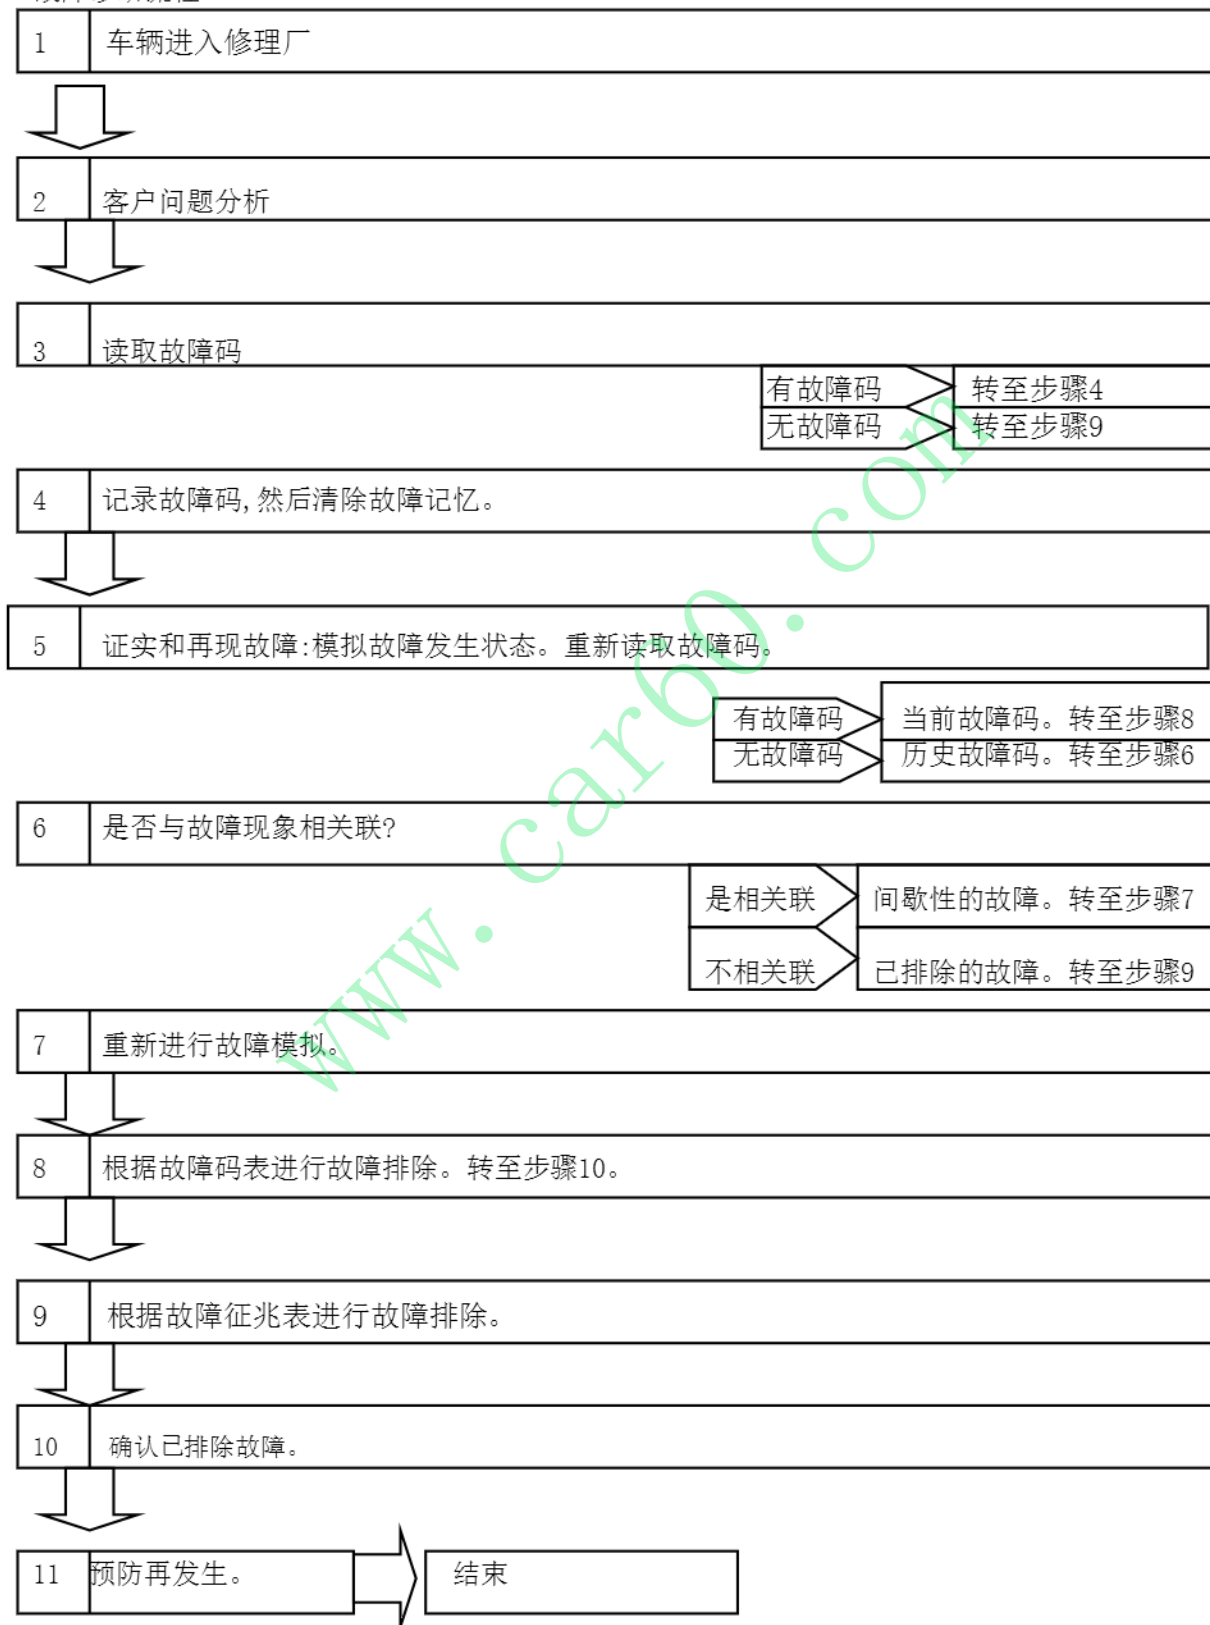 1 车辆进入修理厂
2 客户问题分析
3 读取故障码
有故障码 转至步骤4
无故障码 转至步骤9
4 记录故障码,然后清除故障记忆。
5 证实和再现故障:模拟故障发生状态。重新读取故障码。
有故障码 当前故障码。转至步骤8
无故障码 历史故障码。转至步骤6
6 是否与故障现象相关联?
是相关联 间歇性的故障。转至步骤7
不相关联 已排除的故障。转至步骤9
7 重新进行故障模拟。
8 根据故障码表进行故障排除。转至步骤10。
9 根据故障征兆表进行故障排除。
10 确认已排除故障。
11 预防再发生。 结束
www.car60.com